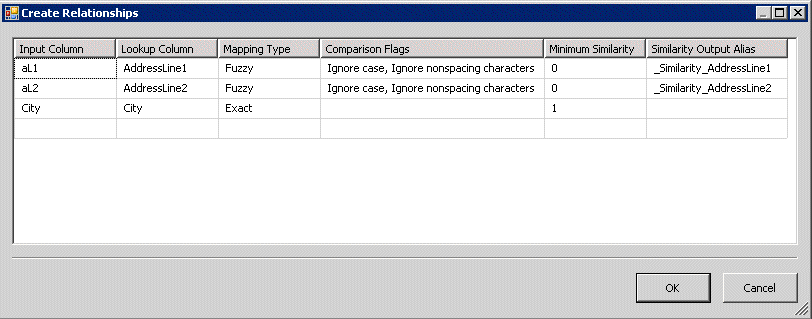 Create Relationships
Input Column Lookup Column Mapping Type Comparison Flags Minimum Similarity Similarity Output Alias
aL1 AddressLine1 Fuzzy Ignore case, Ignore nonspacing characters 0 _Similarity_AddressLine1
aL2 AddressLine2 Fuzzy Ignore case, Ignore nonspacing characters 0 _Similarity_AddressLine2
City City Exact 1
OK Cancel